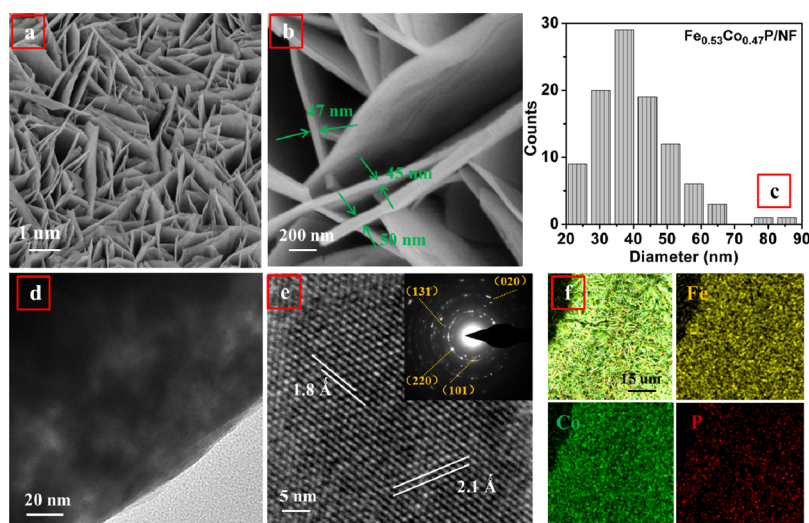 a
1 um
b
47 nm
45 nm
50 nm
200 nm
Fe0.53Co0.47P/NF
c
Counts
30
20
10
0
20 30 40 50 60 70 80 90
Diameter (nm)
d
20 nm
e
(131)
(020)
(220)
(101)
1.8 Å
2.1 Å
5 nm
f
15 um
Fe
Co
P